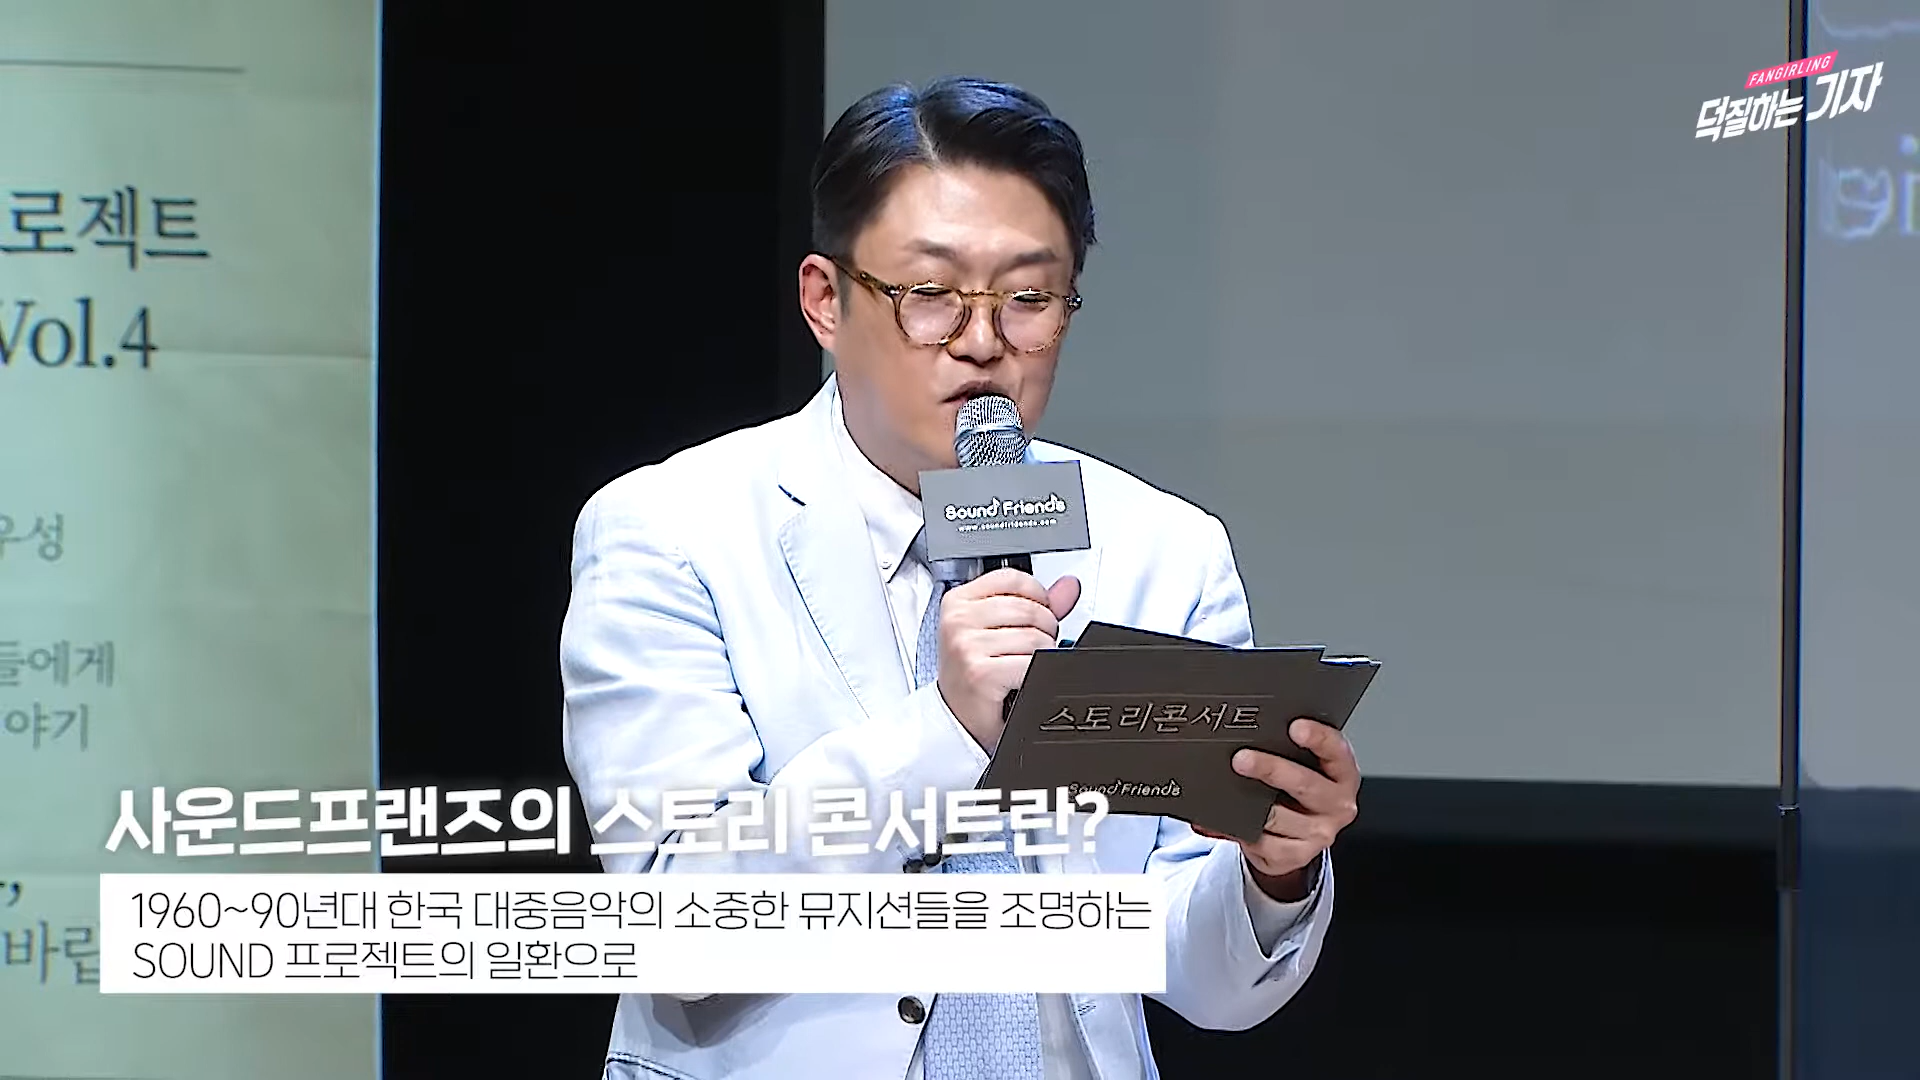 FANGIRLING
덕질하는 기자
로젝트
Vol.4
우성
들에게
야기
바랍
Sound Friends
www.soundfriends.com
스토리콘서트
Sound Friends
사운드프랜즈의 스토리 콘서트란?
1960~90년대 한국 대중음악의 소중한 뮤지션들을 조명하는
SOUND 프로젝트의 일환으로